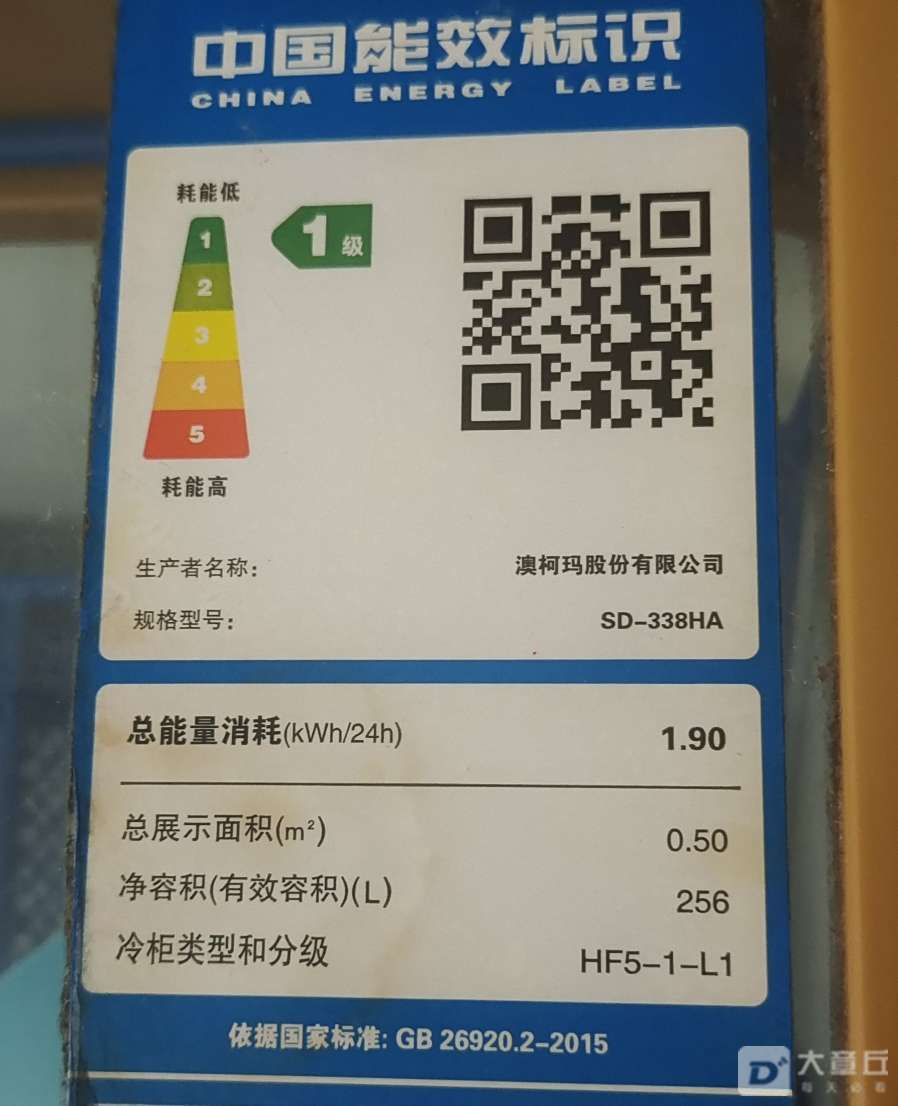 中国能效标识
CHINA ENERGY LABEL
耗能低
1
2
3
4
5
耗能高
1级
生产者名称: 澳柯玛股份有限公司
规格型号: SD-338HA
总能量消耗(kWh/24h) 1.90
总展示面积(m²) 0.50
净容积(有效容积)(L) 256
冷柜类型和分级 HF5-1-L1
依据国家标准: GB 26920.2-2015
D 大章丘
每天必看